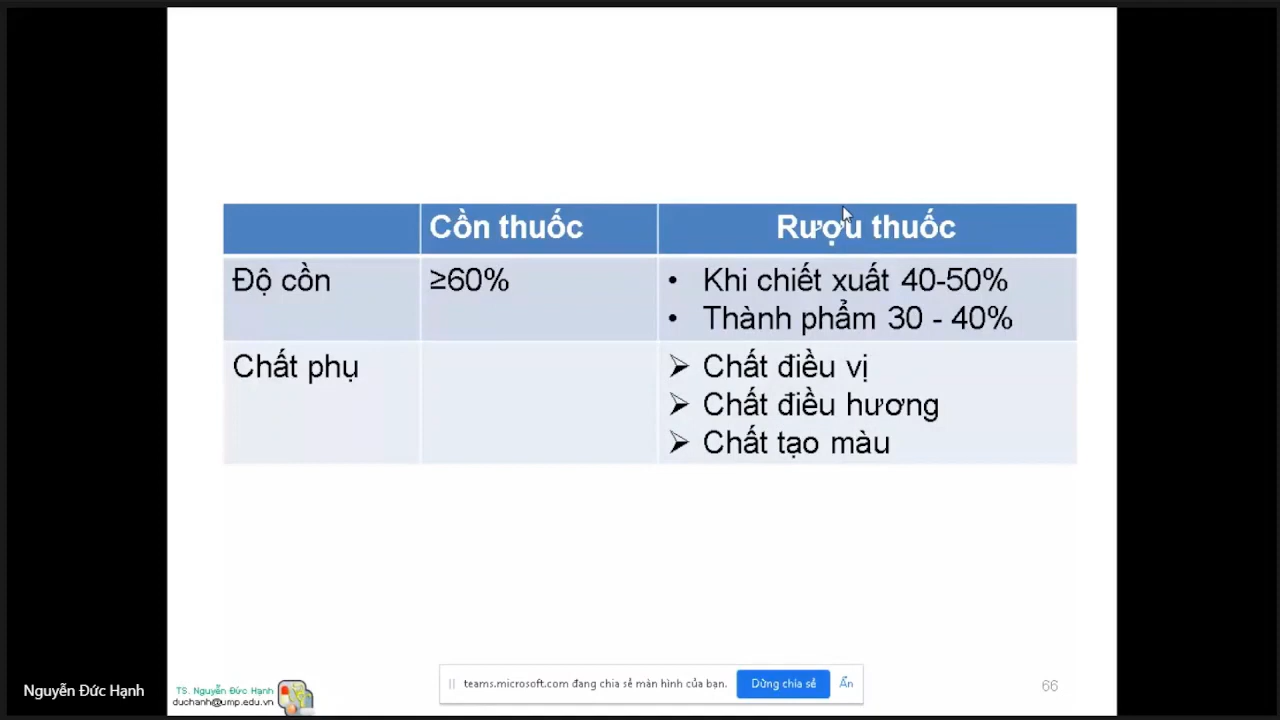 Cồn thuốc Rượu thuốc
Độ cồn ≥60% • Khi chiết xuất 40-50%
• Thành phẩm 30 - 40%
Chất phụ ➢ Chất điều vị
➢ Chất điều hương
➢ Chất tạo màu
Nguyễn Đức Hạnh
TS. Nguyễn Đức Hạnh
duchanh@ump.edu.vn
teams.microsoft.com đang chia sẻ màn hình của bạn. Dừng chia sẻ Ẩn
66